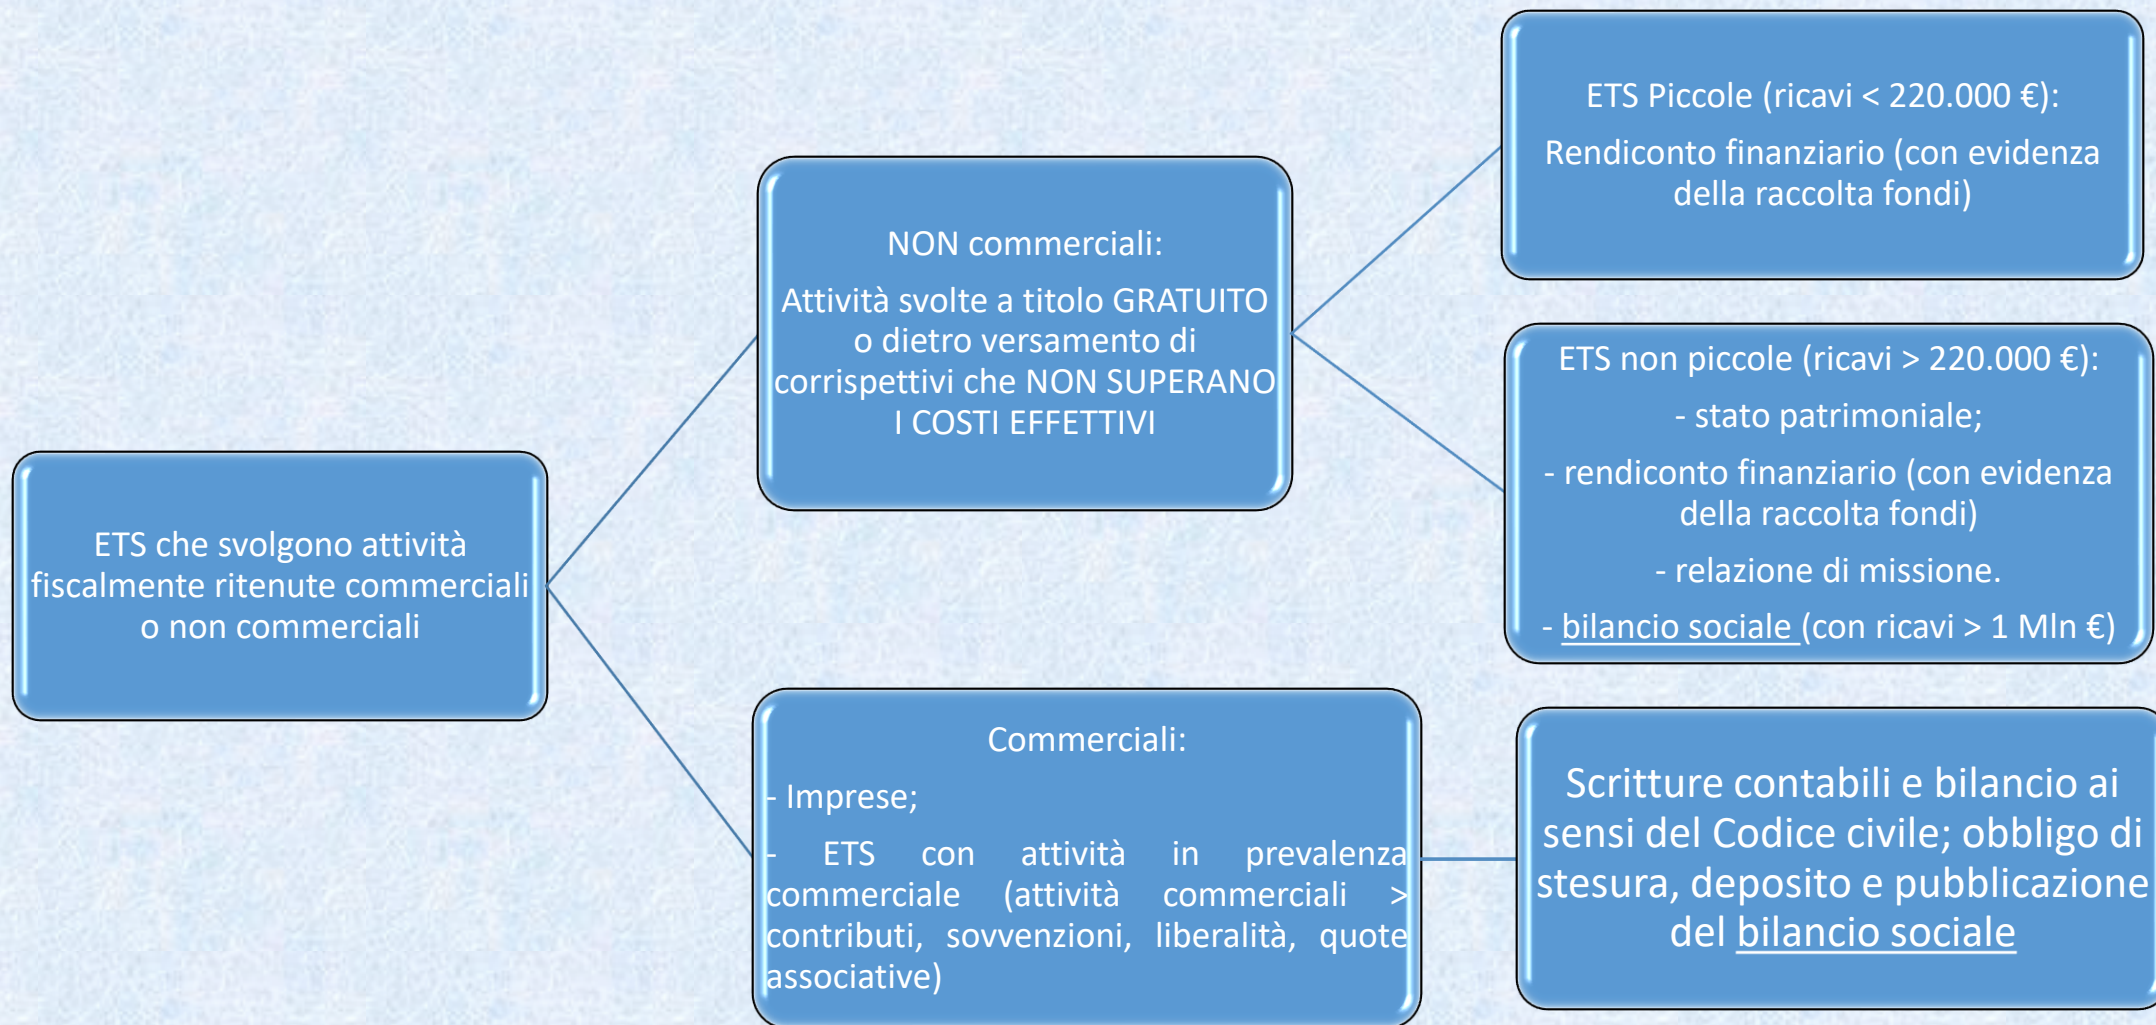 ETS che svolgono attività
fiscalmente ritenute commerciali
o non commerciali
NON commerciali:
Attività svolte a titolo GRATUITO
o dietro versamento di
corrispettivi che NON SUPERANO
I COSTI EFFETTIVI
ETS Piccole (ricavi < 220.000 €):
Rendiconto finanziario (con evidenza
della raccolta fondi)
ETS non piccole (ricavi > 220.000 €):
- stato patrimoniale;
- rendiconto finanziario (con evidenza
della raccolta fondi)
- relazione di missione.
- bilancio sociale (con ricavi > 1 Mln €)
Commerciali:
- Imprese;
- ETS con attività in prevalenza
commerciale (attività commerciali >
contributi, sovvenzioni, liberalità, quote
associative)
Scritture contabili e bilancio ai
sensi del Codice civile; obbligo di
stesura, deposito e pubblicazione
del bilancio sociale